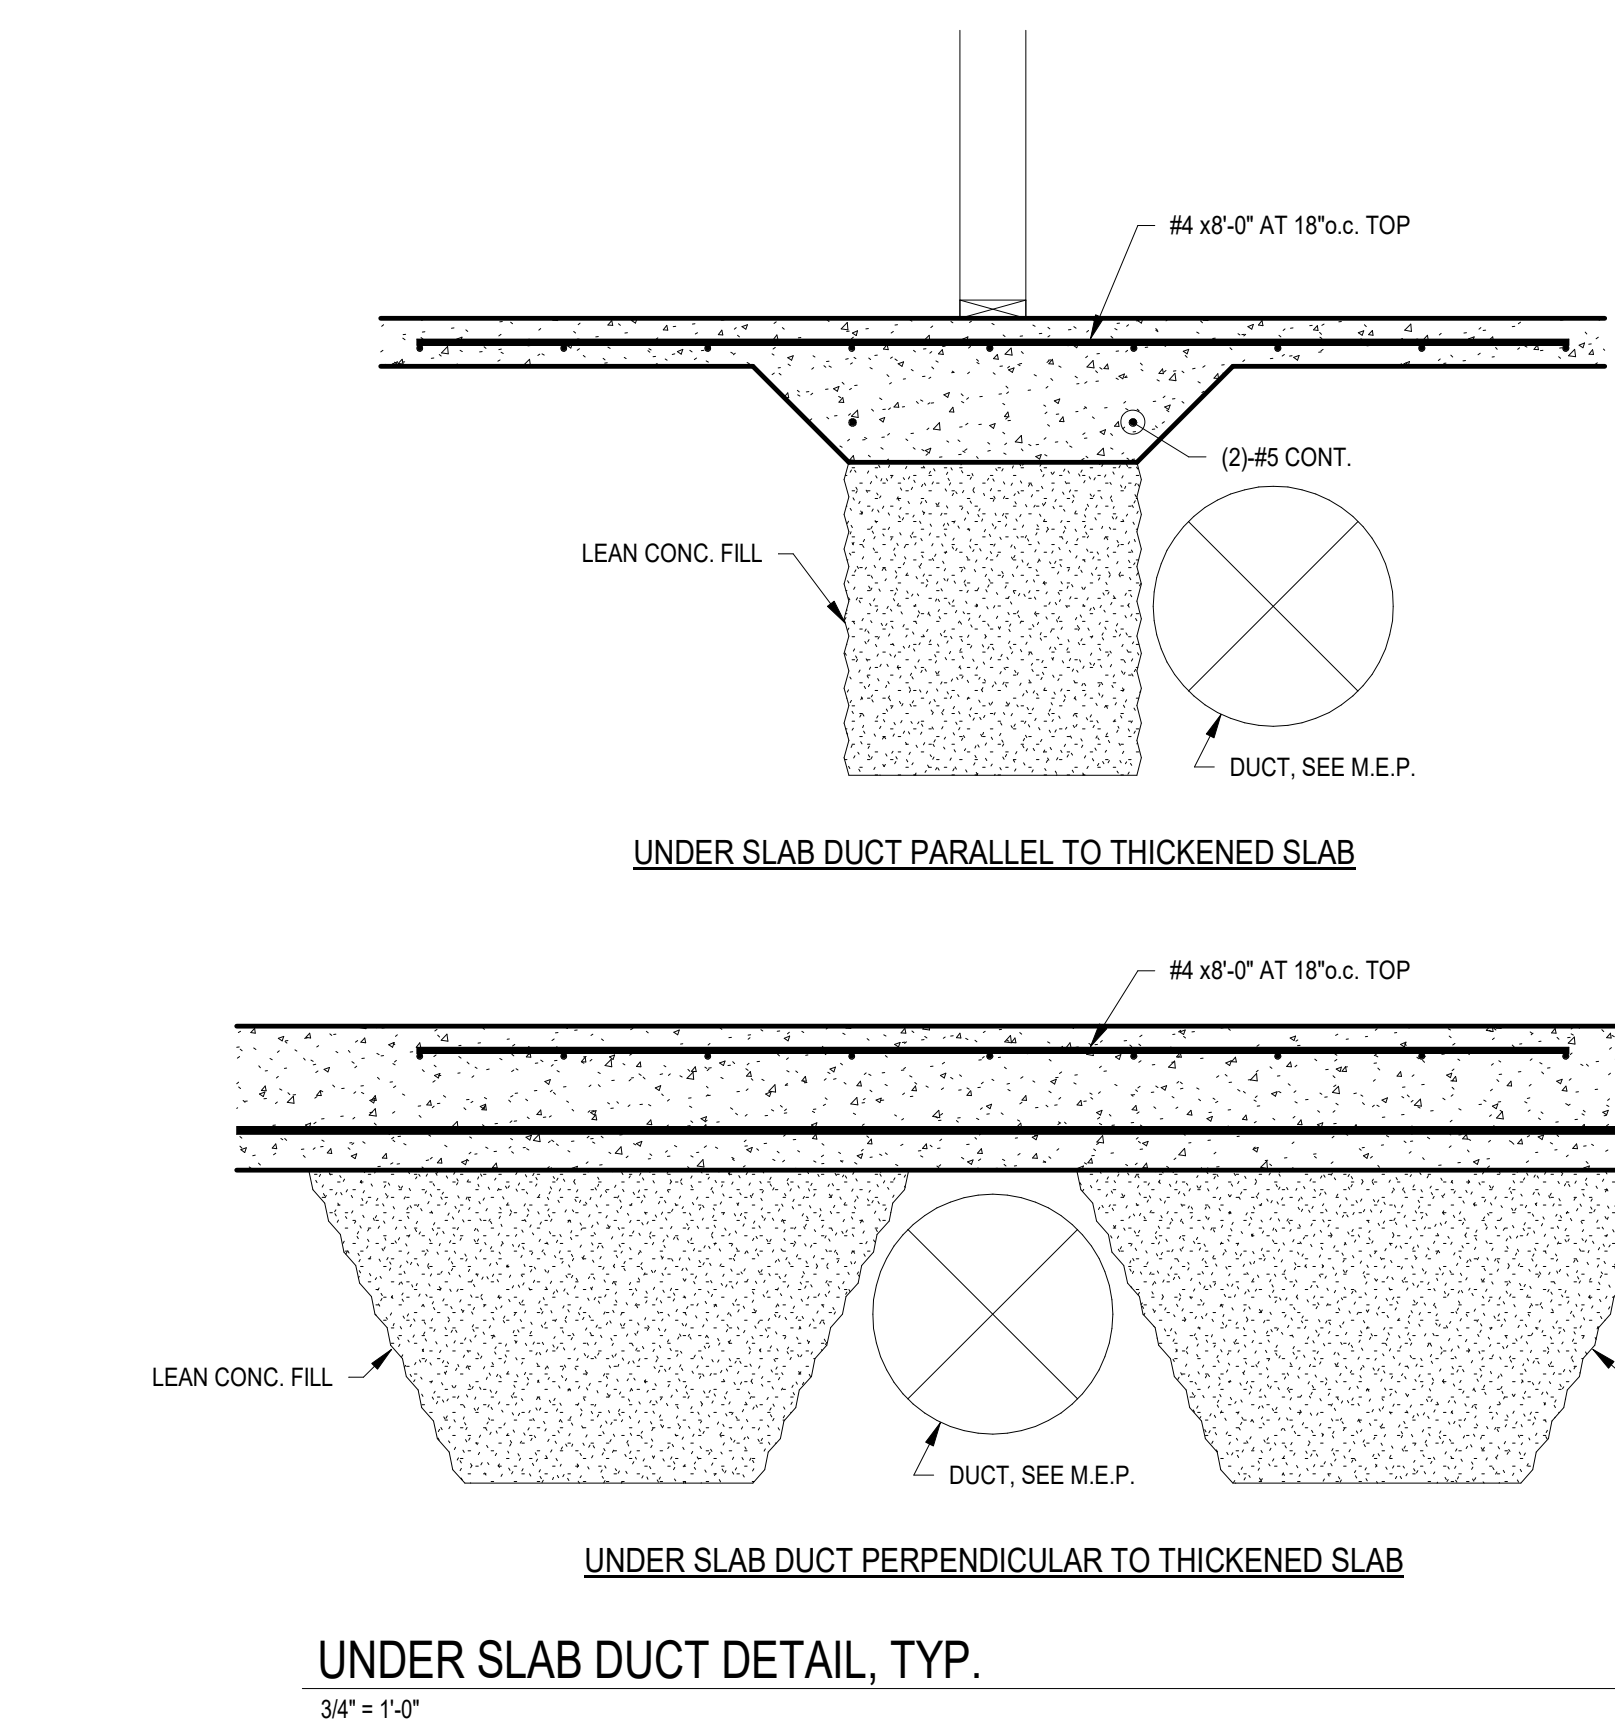 #4 x8'-0" AT 18"o.c. TOP
(2)-#5 CONT.
LEAN CONC. FILL
DUCT, SEE M.E.P.
UNDER SLAB DUCT PARALLEL TO THICKENED SLAB
#4 x8'-0" AT 18"o.c. TOP
LEAN CONC. FILL
DUCT, SEE M.E.P.
UNDER SLAB DUCT PERPENDICULAR TO THICKENED SLAB
UNDER SLAB DUCT DETAIL, TYP.
3/4" = 1'-0"